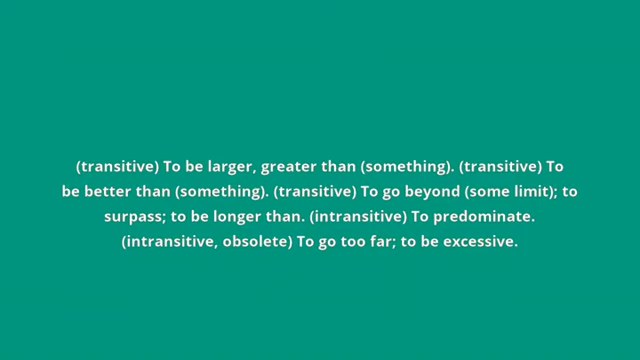 (transitive) To be larger, greater than (something). (transitive) To
be better than (something). (transitive) To go beyond (some limit); to
surpass; to be longer than. (intransitive) To predominate.
(intransitive, obsolete) To go too far; to be excessive.